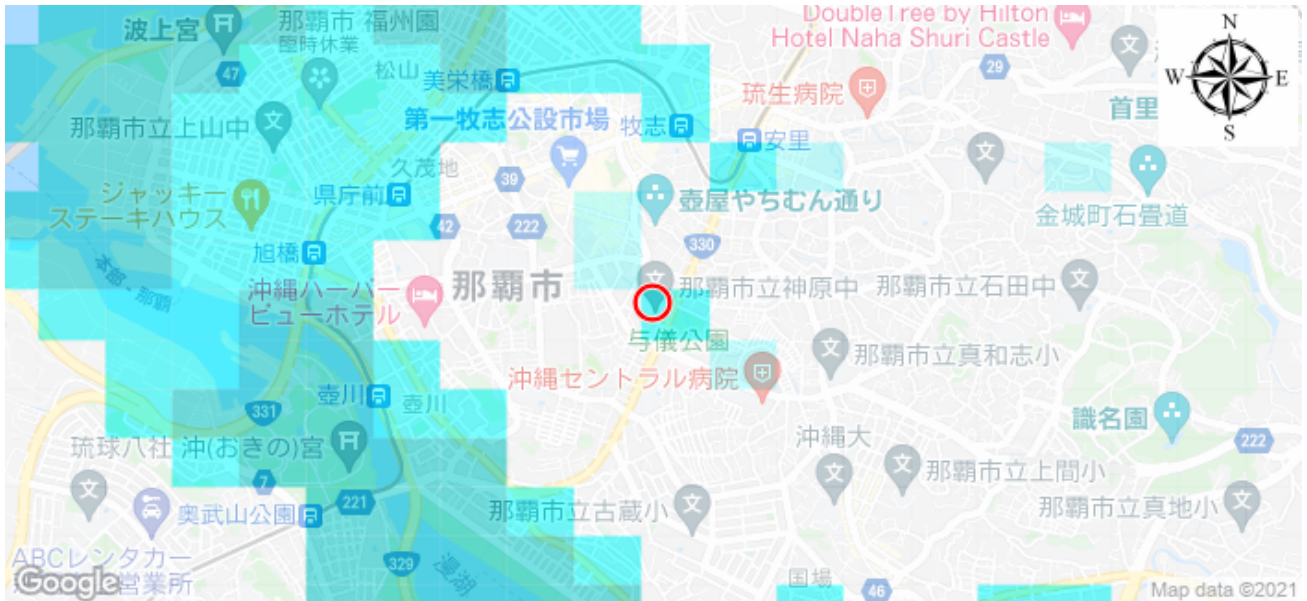 DoubleTree by Hilton
Hotel Naha Shuri Castle
波上宮
那覇市 福州園
臨時休業
N
W
E
S
47
松山
美栄橋
29
琉生病院
首里
那覇市立上山中
第一牧志公設市場
牧志
安里
久茂地
ジャッキー
ステーキハウス
県庁前
39
壺屋やちむん通り
金城町石畳道
42
222
330
旭橋
本部-那覇
沖縄ハーバー
ビューホテル
那覇市
那覇市立神原中
那覇市立石田中
与儀公園
那覇市立真和志小
沖縄セントラル病院
壺川
壺川
331
識名園
222
沖縄大
琉球八社 沖(おきの)宮
7
那覇市立上間小
221
奥武山公園
那覇市立古蔵小
那覇市立真地小
ABCレンタカー
営業所
329
漫湖
国場
46
Google
Map data ©2021